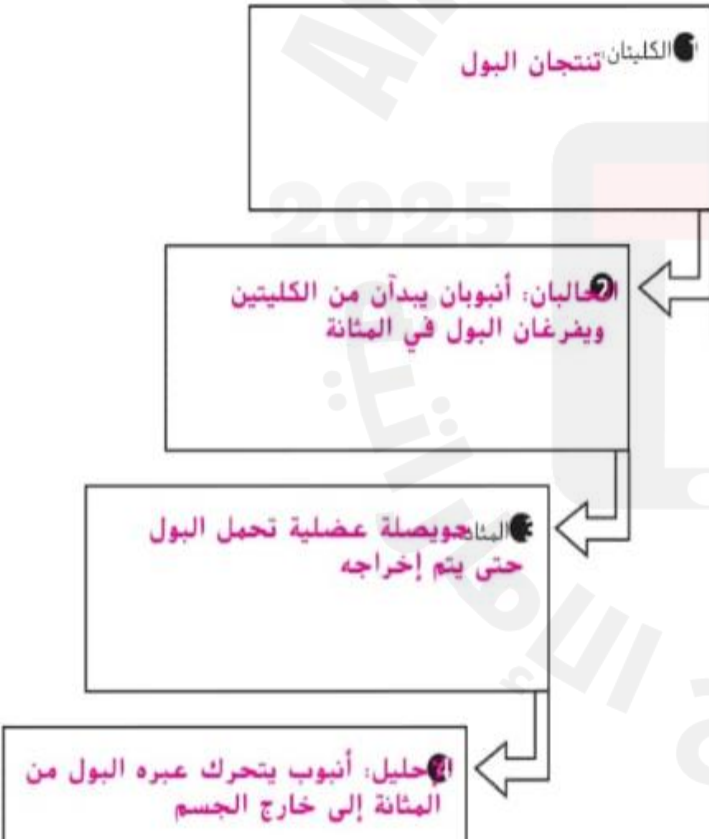 الكليتان تنتجان البول
2025
الحالبان: أنبوبان يبدآن من الكليتين
ويفرغان البول في المثانة
حويصلة عضلية تحمل البول
حتى يتم إخراجه
الإحليل: أنبوب يتحرك عبره البول من
المثانة إلى خارج الجسم